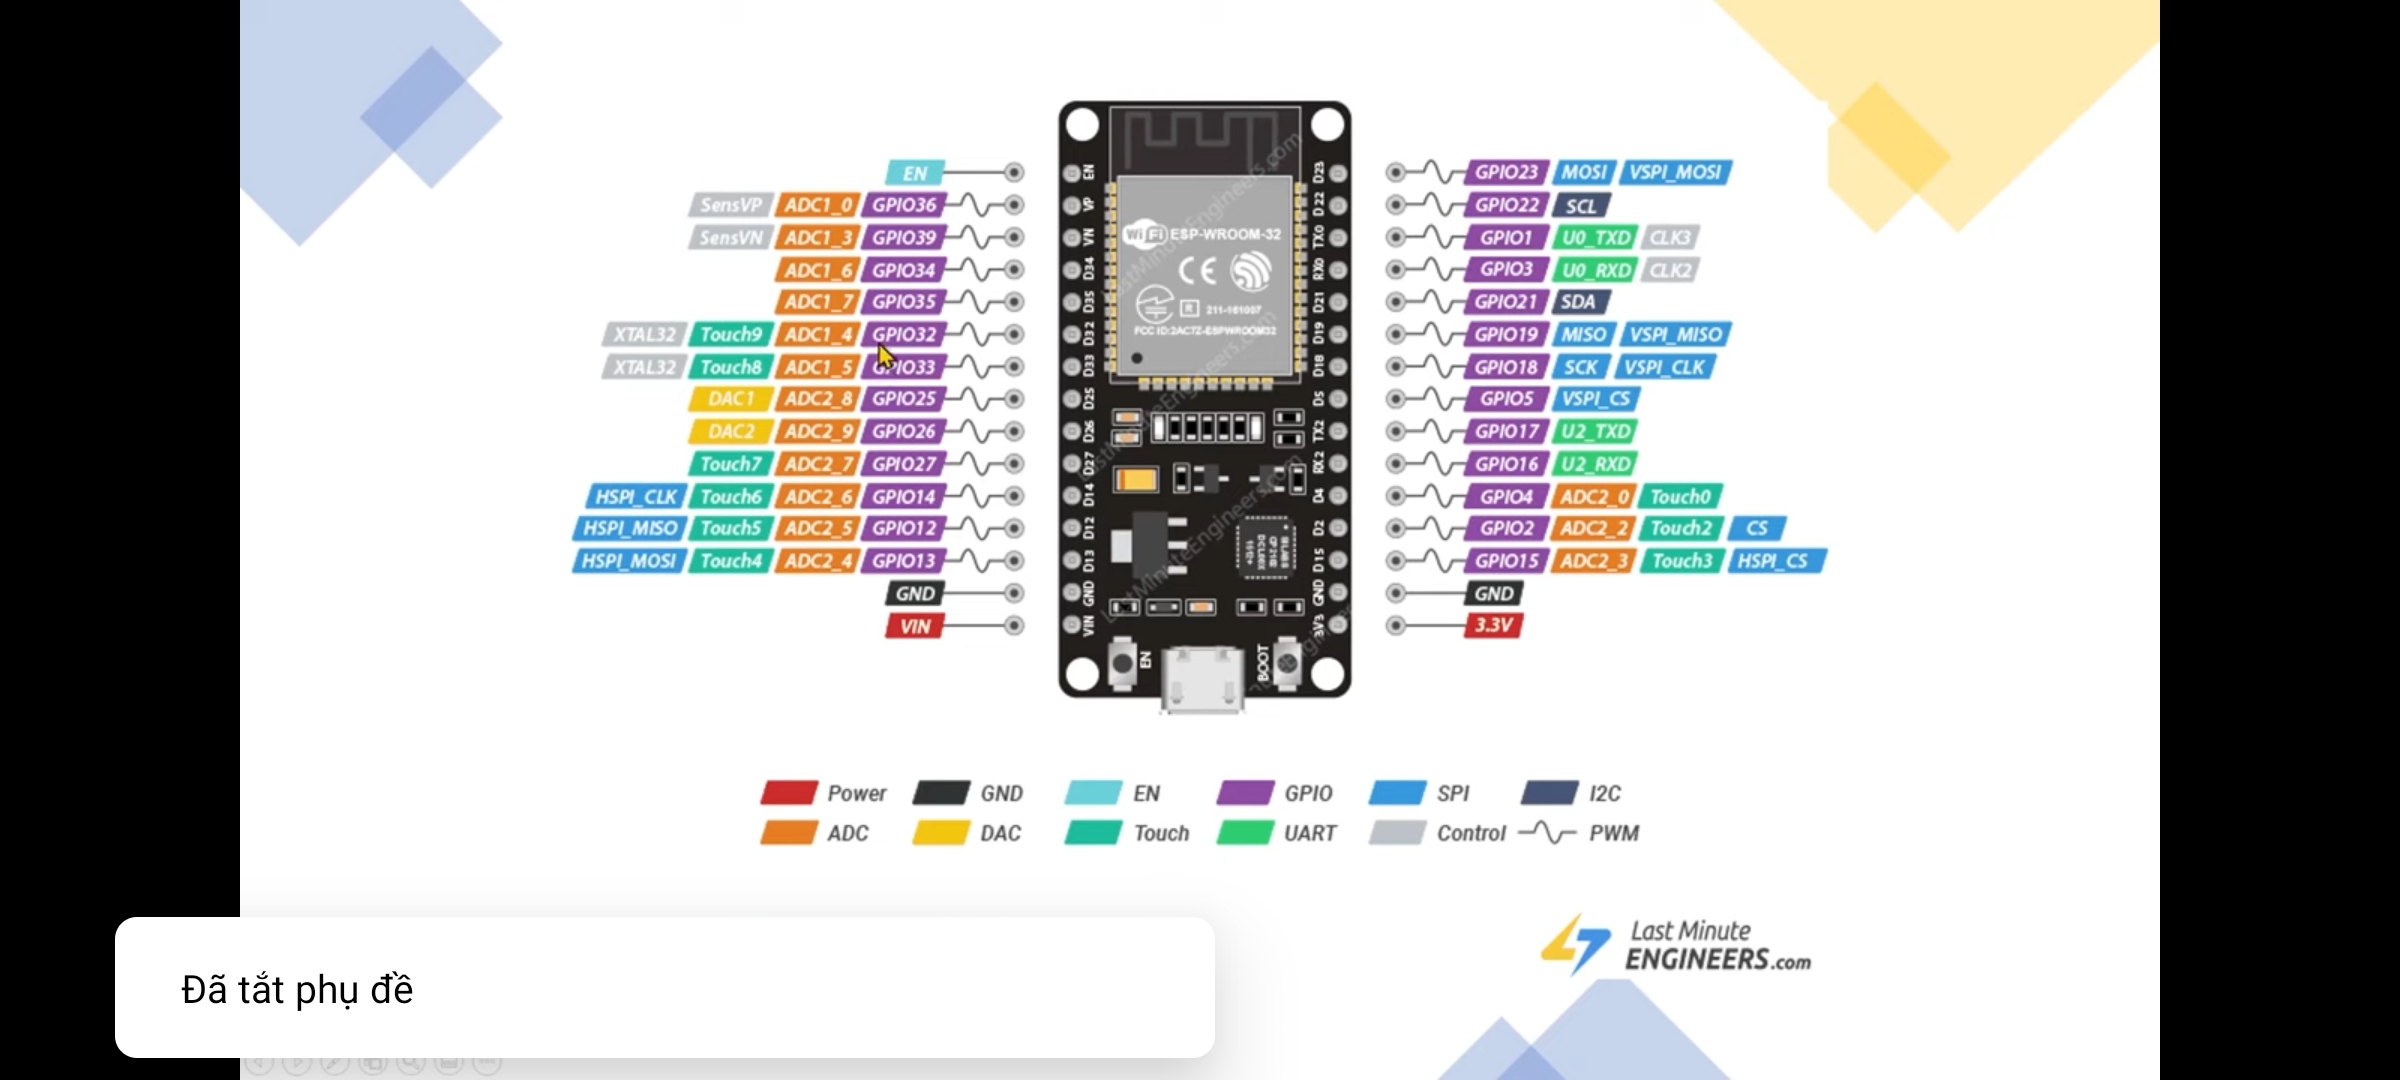 EN
SensVP ADC1_0 GPIO36
SensVN ADC1_3 GPIO39
ADC1_6 GPIO34
ADC1_7 GPIO35
XTAL32 Touch9 ADC1_4 GPIO32
XTAL32 Touch8 ADC1_5 GPIO33
DAC1 ADC2_8 GPIO25
DAC2 ADC2_9 GPIO26
Touch7 ADC2_7 GPIO27
HSPI_CLK Touch6 ADC2_6 GPIO14
HSPI_MISO Touch5 ADC2_5 GPIO12
HSPI_MOSI Touch4 ADC2_4 GPIO13
GND
VIN
EN
VP
VN
D34
D35
D32
D33
D25
D26
D27
D14
D12
D13
GND
VIN
WiFi ESP-WROOM-32
CE
R 211-161007
FCC ID:2AC7Z-ESPWROOM32
LastMinuteEngineers.com
EN
BOOT
D23
D22
TX0
RX0
D21
D19
D18
D5
TX2
RX2
D4
D2
D15
GND
3V3
GPIO23 MOSI VSPI_MOSI
GPIO22 SCL
GPIO1 U0_TXD CLK3
GPIO3 U0_RXD CLK2
GPIO21 SDA
GPIO19 MISO VSPI_MISO
GPIO18 SCK VSPI_CLK
GPIO5 VSPI_CS
GPIO17 U2_TXD
GPIO16 U2_RXD
GPIO4 ADC2_0 Touch0
GPIO2 ADC2_2 Touch2 CS
GPIO15 ADC2_3 Touch3 HSPI_CS
GND
3.3V
Power GND EN GPIO SPI I2C
ADC DAC Touch UART Control PWM
Last Minute
ENGINEERS.com
Đã tắt phụ đề